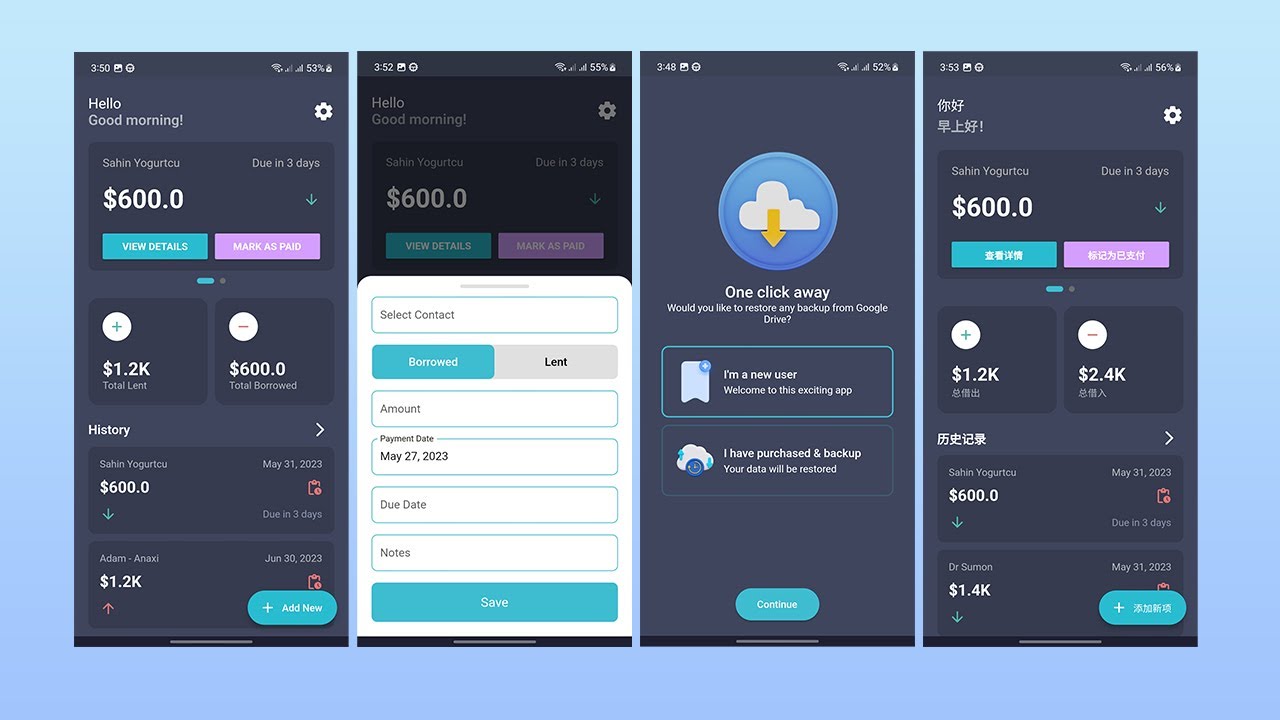 3:50
53%
Hello
Good morning!
Sahin Yogurtcu
Due in 3 days
$600.0
VIEW DETAILS
MARK AS PAID
$1.2K
Total Lent
$600.0
Total Borrowed
History
Sahin Yogurtcu
May 31, 2023
$600.0
Due in 3 days
Adam - Anaxi
Jun 30, 2023
$1.2K
+ Add New
3:52
55%
Hello
Good morning!
Sahin Yogurtcu
Due in 3 days
$600.0
VIEW DETAILS
MARK AS PAID
Select Contact
Borrowed
Lent
Amount
Payment Date
May 27, 2023
Due Date
Notes
Save
3:48
52%
One click away
Would you like to restore any backup from Google
Drive?
I'm a new user
Welcome to this exciting app
I have purchased & backup
Your data will be restored
Continue
3:53
56%
你好
早上好!
Sahin Yogurtcu
Due in 3 days
$600.0
查看详情
标记为已支付
$1.2K
总借出
$2.4K
总借入
历史记录
Sahin Yogurtcu
May 31, 2023
$600.0
Due in 3 days
Dr Sumon
May 31, 2023
$1.4K
+ 添加新项